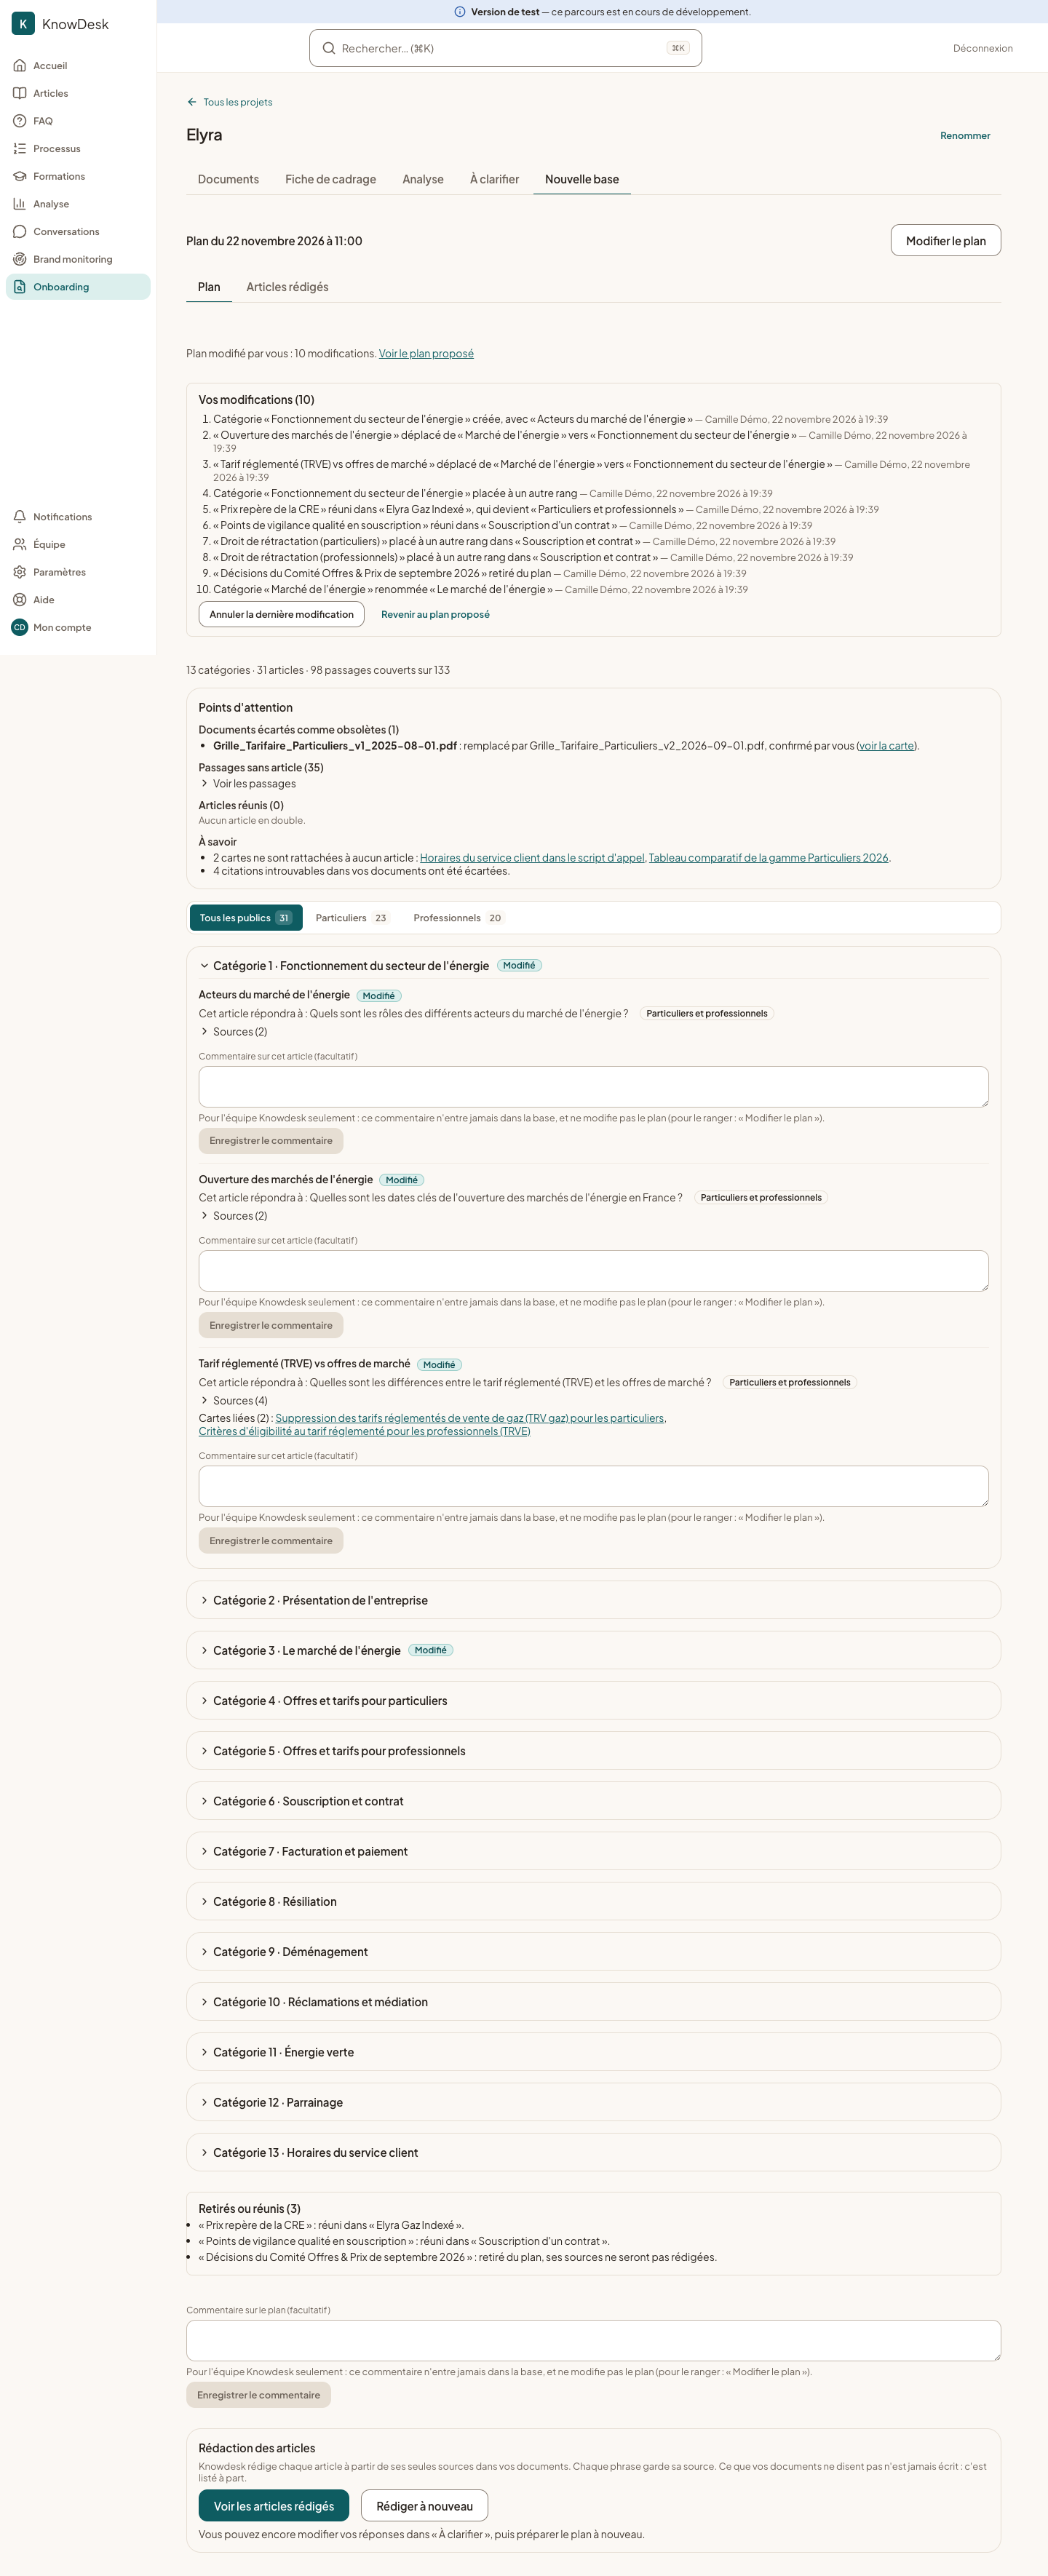 K KnowDesk
Accueil
Articles
FAQ
Processus
Formations
Analyse
Conversations
Brand monitoring
Onboarding
Notifications
Équipe
Paramètres
Aide
CD Mon compte
Version de test — ce parcours est en cours de développement.
Rechercher... (⌘K) ⌘K
Déconnexion
Tous les projets
Elyra
Renommer
Documents Fiche de cadrage Analyse À clarifier Nouvelle base
Plan du 22 novembre 2026 à 11:00
Modifier le plan
Plan Articles rédigés
Plan modifié par vous : 10 modifications. Voir le plan proposé
Vos modifications (10)
1. Catégorie « Fonctionnement du secteur de l'énergie » créée, avec « Acteurs du marché de l'énergie » — Camille Démo, 22 novembre 2026 à 19:39
2. « Ouverture des marchés de l'énergie » déplacé de « Marché de l'énergie » vers « Fonctionnement du secteur de l'énergie » — Camille Démo, 22 novembre 2026 à
19:39
3. « Tarif réglementé (TRVE) vs offres de marché » déplacé de « Marché de l'énergie » vers « Fonctionnement du secteur de l'énergie » — Camille Démo, 22 novembre
2026 à 19:39
4. Catégorie « Fonctionnement du secteur de l'énergie » placée à un autre rang — Camille Démo, 22 novembre 2026 à 19:39
5. « Prix repère de la CRE » réuni dans « Elyra Gaz Indexé », qui devient « Particuliers et professionnels » — Camille Démo, 22 novembre 2026 à 19:39
6. « Points de vigilance qualité en souscription » réuni dans « Souscription d'un contrat » — Camille Démo, 22 novembre 2026 à 19:39
7. « Droit de rétractation (particuliers) » placé à un autre rang dans « Souscription et contrat » — Camille Démo, 22 novembre 2026 à 19:39
8. « Droit de rétractation (professionnels) » placé à un autre rang dans « Souscription et contrat » — Camille Démo, 22 novembre 2026 à 19:39
9. « Décisions du Comité Offres & Prix de septembre 2026 » retiré du plan — Camille Démo, 22 novembre 2026 à 19:39
10. Catégorie « Marché de l'énergie » renommée « Le marché de l'énergie » — Camille Démo, 22 novembre 2026 à 19:39
Annuler la dernière modification Revenir au plan proposé
13 catégories · 31 articles · 98 passages couverts sur 133
Points d'attention
Documents écartés comme obsolètes (1)
Grille_Tarifaire_Particuliers_v1_2025-08-01.pdf : remplacé par Grille_Tarifaire_Particuliers_v2_2026-09-01.pdf, confirmé par vous (voir la carte).
Passages sans article (35)
Voir les passages
Articles réunis (0)
Aucun article en double.
À savoir
2 cartes ne sont rattachées à aucun article : Horaires du service client dans le script d'appel, Tableau comparatif de la gamme Particuliers 2026.
4 citations introuvables dans vos documents ont été écartées.
Tous les publics 31 Particuliers 23 Professionnels 20
Catégorie 1 · Fonctionnement du secteur de l'énergie Modifié
Acteurs du marché de l'énergie Modifié
Cet article répondra à : Quels sont les rôles des différents acteurs du marché de l'énergie ? Particuliers et professionnels
Sources (2)
Commentaire sur cet article (facultatif)
Pour l'équipe Knowdesk seulement : ce commentaire n'entre jamais dans la base, et ne modifie pas le plan (pour le ranger : « Modifier le plan »).
Enregistrer le commentaire
Ouverture des marchés de l'énergie Modifié
Cet article répondra à : Quelles sont les dates clés de l'ouverture des marchés de l'énergie en France ? Particuliers et professionnels
Sources (2)
Commentaire sur cet article (facultatif)
Pour l'équipe Knowdesk seulement : ce commentaire n'entre jamais dans la base, et ne modifie pas le plan (pour le ranger : « Modifier le plan »).
Enregistrer le commentaire
Tarif réglementé (TRVE) vs offres de marché Modifié
Cet article répondra à : Quelles sont les différences entre le tarif réglementé (TRVE) et les offres de marché ? Particuliers et professionnels
Sources (4)
Cartes liées (2) : Suppression des tarifs réglementés de vente de gaz (TRV gaz) pour les particuliers,
Critères d'éligibilité au tarif réglementé pour les professionnels (TRVE)
Commentaire sur cet article (facultatif)
Pour l'équipe Knowdesk seulement : ce commentaire n'entre jamais dans la base, et ne modifie pas le plan (pour le ranger : « Modifier le plan »).
Enregistrer le commentaire
Catégorie 2 · Présentation de l'entreprise
Catégorie 3 · Le marché de l'énergie Modifié
Catégorie 4 · Offres et tarifs pour particuliers
Catégorie 5 · Offres et tarifs pour professionnels
Catégorie 6 · Souscription et contrat
Catégorie 7 · Facturation et paiement
Catégorie 8 · Résiliation
Catégorie 9 · Déménagement
Catégorie 10 · Réclamations et médiation
Catégorie 11 · Énergie verte
Catégorie 12 · Parrainage
Catégorie 13 · Horaires du service client
Retirés ou réunis (3)
« Prix repère de la CRE » : réuni dans « Elyra Gaz Indexé ».
« Points de vigilance qualité en souscription » : réuni dans « Souscription d'un contrat ».
« Décisions du Comité Offres & Prix de septembre 2026 » : retiré du plan, ses sources ne seront pas rédigées.
Commentaire sur le plan (facultatif)
Pour l'équipe Knowdesk seulement : ce commentaire n'entre jamais dans la base, et ne modifie pas le plan (pour le ranger : « Modifier le plan »).
Enregistrer le commentaire
Rédaction des articles
Knowdesk rédige chaque article à partir de ses seules sources dans vos documents. Chaque phrase garde sa source. Ce que vos documents ne disent pas n'est jamais écrit : c'est
listé à part.
Voir les articles rédigés Rédiger à nouveau
Vous pouvez encore modifier vos réponses dans « À clarifier », puis préparer le plan à nouveau.